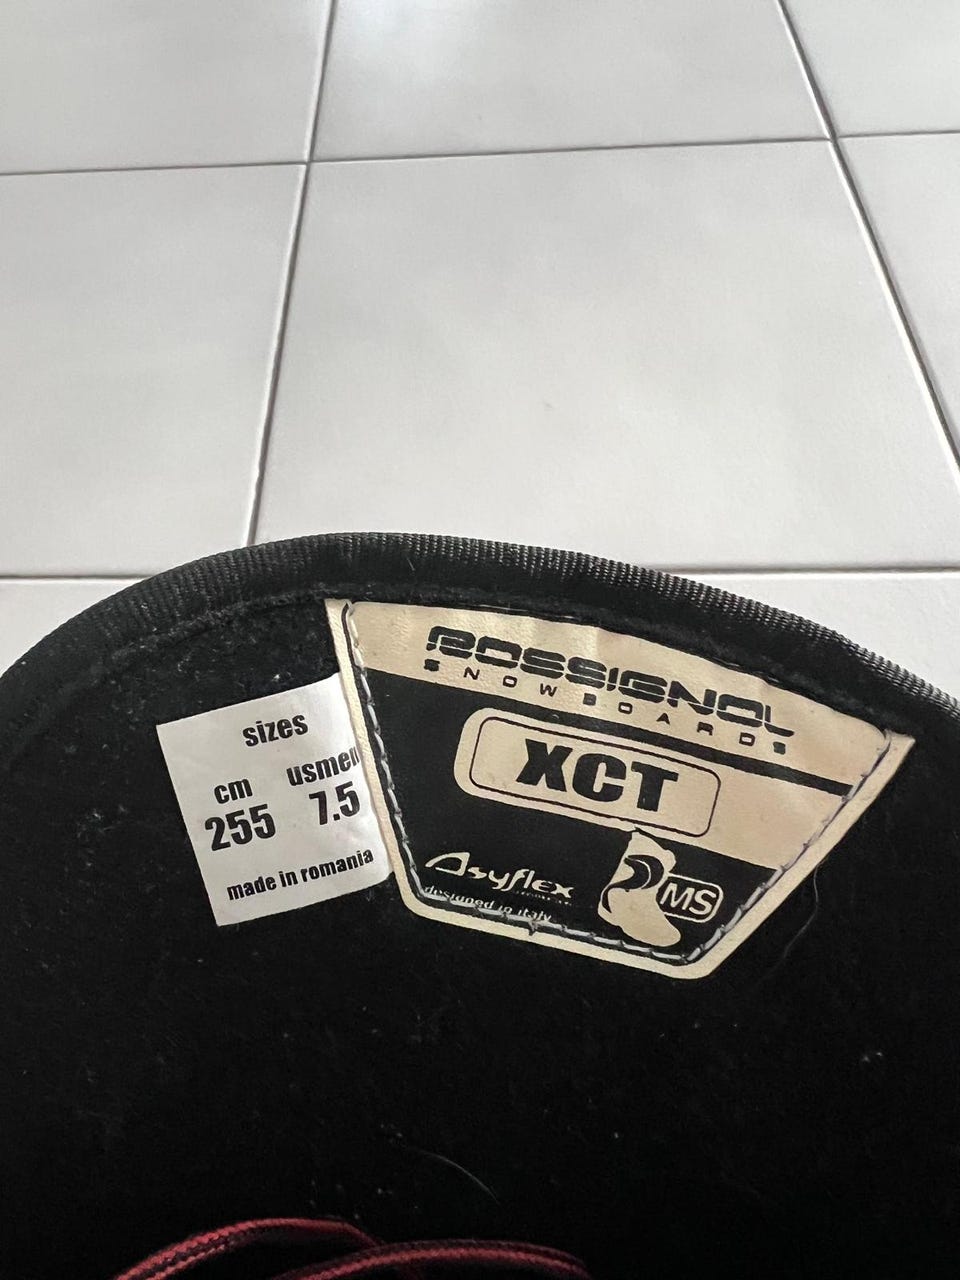 sizes
cm usmen
255 7.5
made in romania
ROSSIGNOL
SNOWBOARDS
XCT
Asyflex
designed in italy
MS